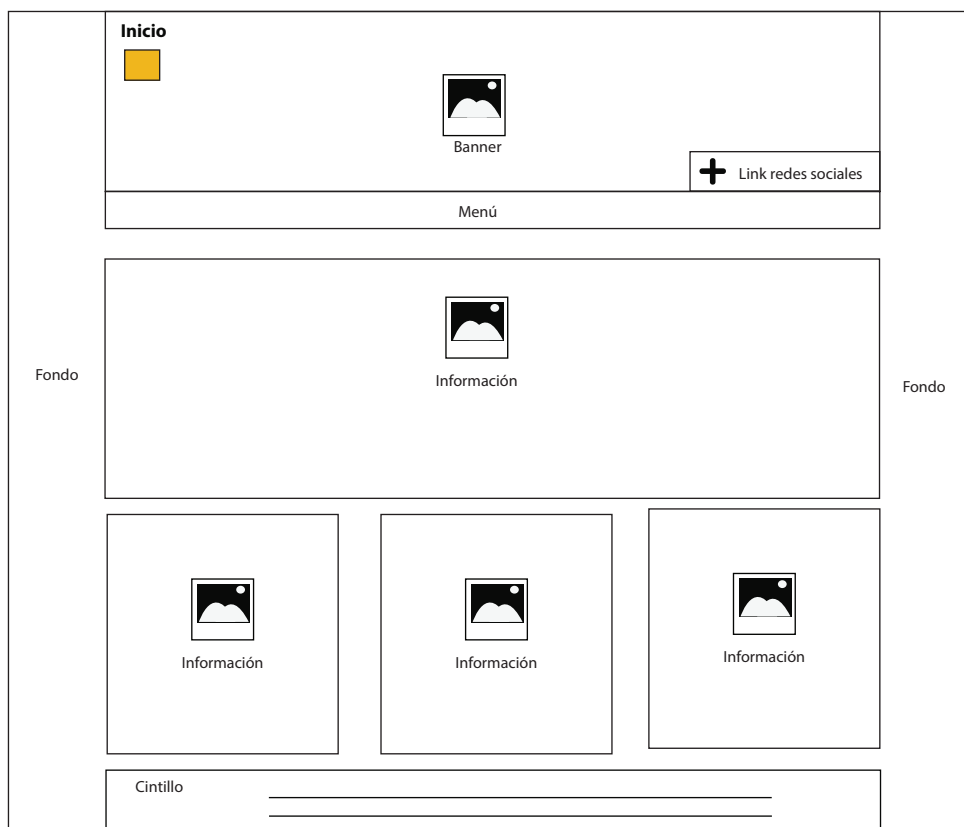 Inicio
Banner
Link redes sociales
Menú
Información
Fondo
Fondo
Información
Información
Información
Cintillo